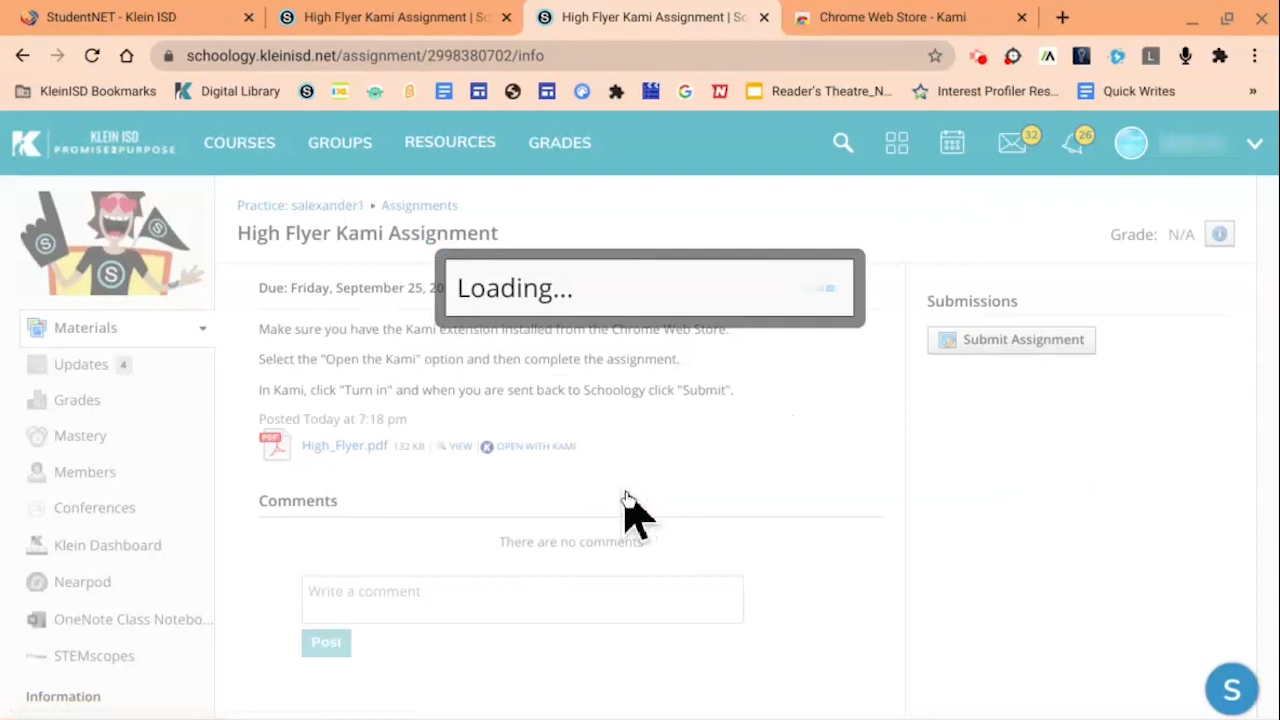 StudentNET - Klein ISD
High Flyer Kami Assignment | Sc
High Flyer Kami Assignment | Sc
Chrome Web Store - Kami
schoology.kleinisd.net/assignment/2998380702/info
KleinISD Bookmarks
Digital Library
Reader's Theatre_N...
Interest Profiler Res...
Quick Writes
»
KLEIN ISD
PROMISE2PURPOSE
COURSES
GROUPS
RESOURCES
GRADES
32
26
Practice: salexander1 ▸ Assignments
High Flyer Kami Assignment
Grade: N/A
Loading...
Due: Friday, September 25, 20
Make sure you have the Kami extension installed from the Chrome Web Store.
Select the "Open the Kami" option and then complete the assignment.
In Kami, click "Turn in" and when you are sent back to Schoology click "Submit".
Posted Today at 7:18 pm
PDF
High_Flyer.pdf 132 KB | VIEW | OPEN WITH KAMI
Comments
There are no comments
Write a comment
Post
Submissions
Submit Assignment
Materials
Updates 4
Grades
Mastery
Members
Conferences
Klein Dashboard
Nearpod
OneNote Class Notebo...
STEMscopes
Information
S